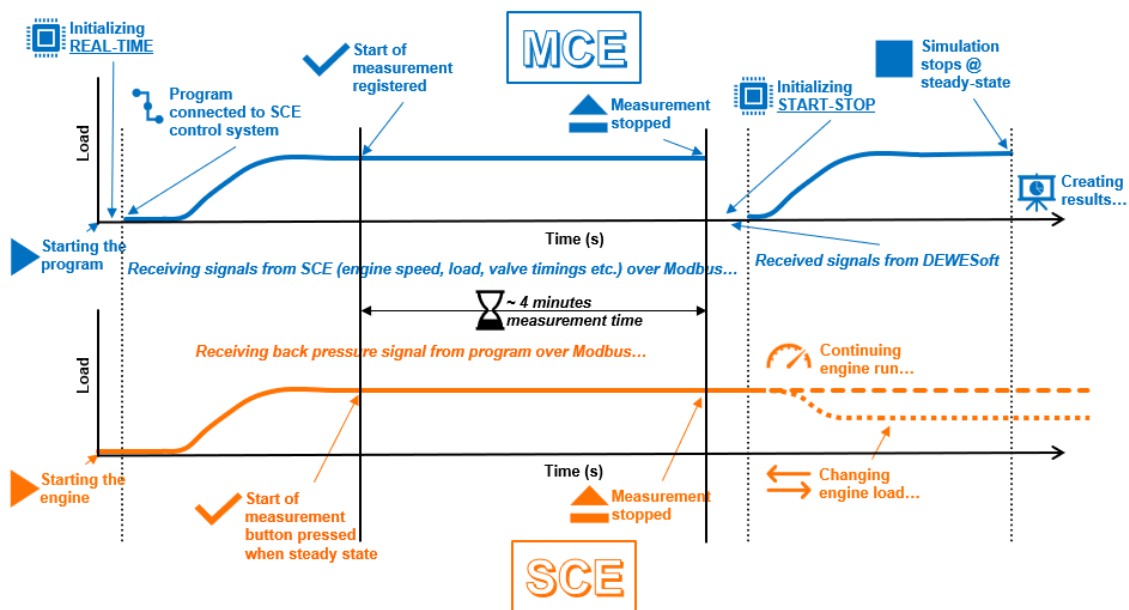 Initializing
REAL-TIME
MCE
Start of
measurement
registered
Simulation
stops @
steady-state
Program
connected to SCE
control system
Initializing
START-STOP
Measurement
stopped
Load
Creating
results…
Starting the
program
Time (s)
Receiving signals from SCE (engine speed, load, valve timings etc.) over Modbus…
Received signals from DEWESoft
~ 4 minutes
measurement time
Receiving back pressure signal from program over Modbus…
Continuing
engine run…
Load
Starting the
engine
Time (s)
Changing
engine load…
Start of
measurement
button pressed
when steady state
Measurement
stopped
SCE